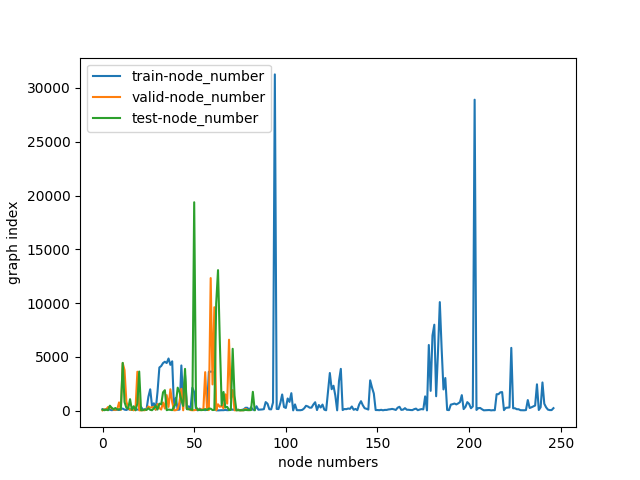 train-node_number
valid-node_number
test-node_number
30000
25000
20000
15000
10000
5000
0
graph index
0 50 100 150 200 250
node numbers